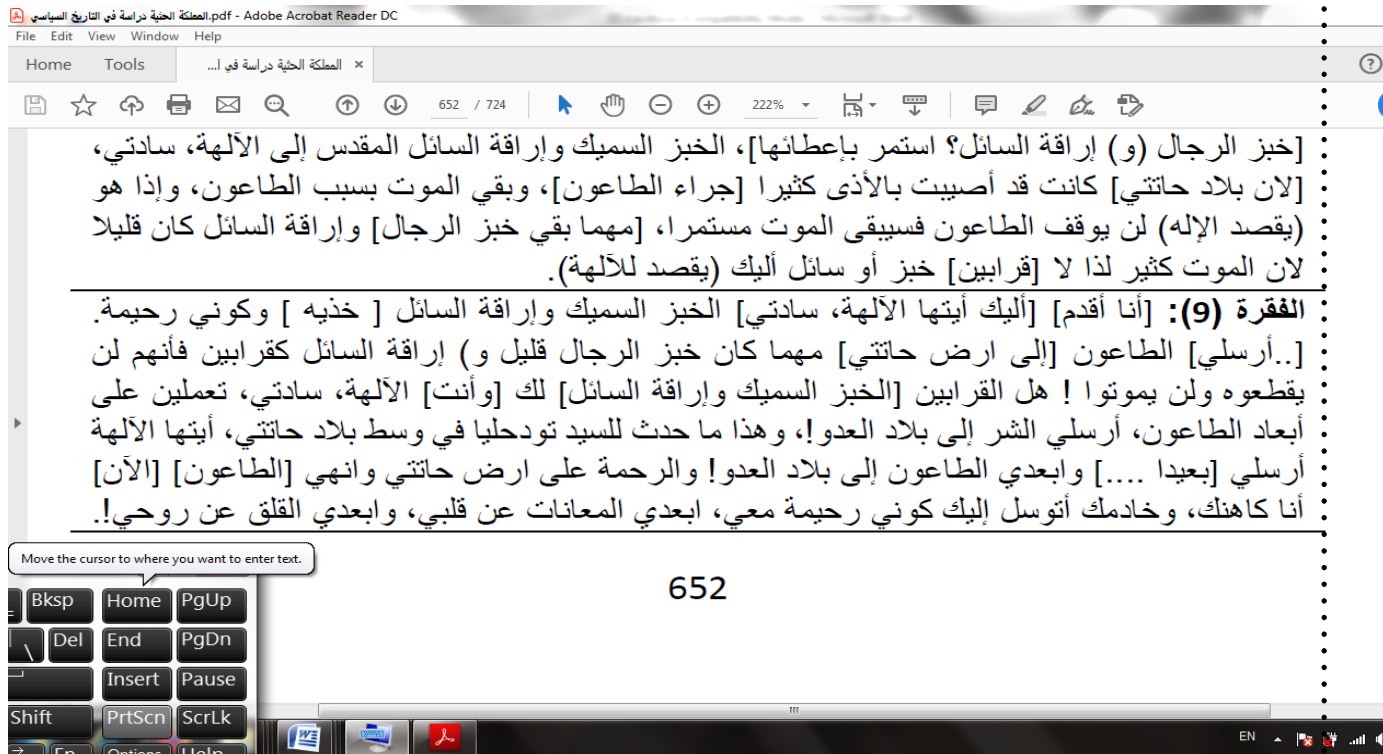 المملكة الحثية دراسة في التاريخ السياسي.pdf - Adobe Acrobat Reader DC
File Edit View Window Help
Home Tools المملكة الحثية دراسة في ا... ×
652 / 724 222%
[خبز الرجال (و) إراقة السائل؟ استمر بإعطائها]، الخبز السميك وإراقة السائل المقدس إلى الآلهة، سادتي،
[لان بلاد حاتتي] كانت قد أصيبت بالأذى كثيرا [جراء الطاعون]، وبقي الموت بسبب الطاعون، وإذا هو
(يقصد الإله) لن يوقف الطاعون فسيبقى الموت مستمرا، [مهما بقي خبز الرجال] وإراقة السائل كان قليلا
لان الموت كثير لذا لا [قرابين] خبز أو سائل أليك (يقصد للآلهة).
الفقرة (9): [أنا أقدم] [أليك أيتها الآلهة، سادتي] الخبز السميك وإراقة السائل [ خذيه ] وكوني رحيمة.
[..أرسلي] الطاعون [إلى ارض حاتتي] مهما كان خبز الرجال قليل و) إراقة السائل كقرابين فأنهم لن
يقطعوه ولن يموتوا ! هل القرابين [الخبز السميك وإراقة السائل] لك [وأنت] الآلهة، سادتي، تعملين على
أبعاد الطاعون، أرسلي الشر إلى بلاد العدو!، وهذا ما حدث للسيد تودحليا في وسط بلاد حاتتي، أيتها الآلهة
أرسلي [بعيدا ....] وابعدي الطاعون إلى بلاد العدو! والرحمة على ارض حاتتي وانهي [الطاعون] [الآن]
أنا كاهنك، وخادمك أتوسل إليك كوني رحيمة معي، ابعدي المعانات عن قلبي، وابعدي القلق عن روحي!.
652
Move the cursor to where you want to enter text.
Bksp Home PgUp
\ Del End PgDn
Insert Pause
Shift PrtScn ScrLk
Fn Options Help
EN